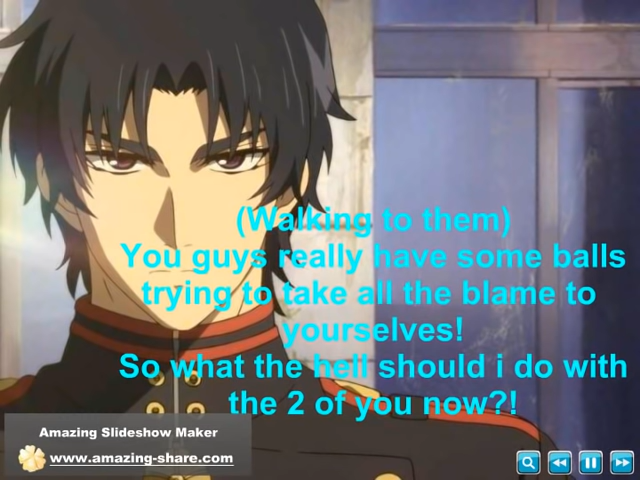 (Walking to them)
You guys really have some balls
trying to take all the blame to
yourselves!
So what the hell should i do with
the 2 of you now?!
Amazing Slideshow Maker
www.amazing-share.com